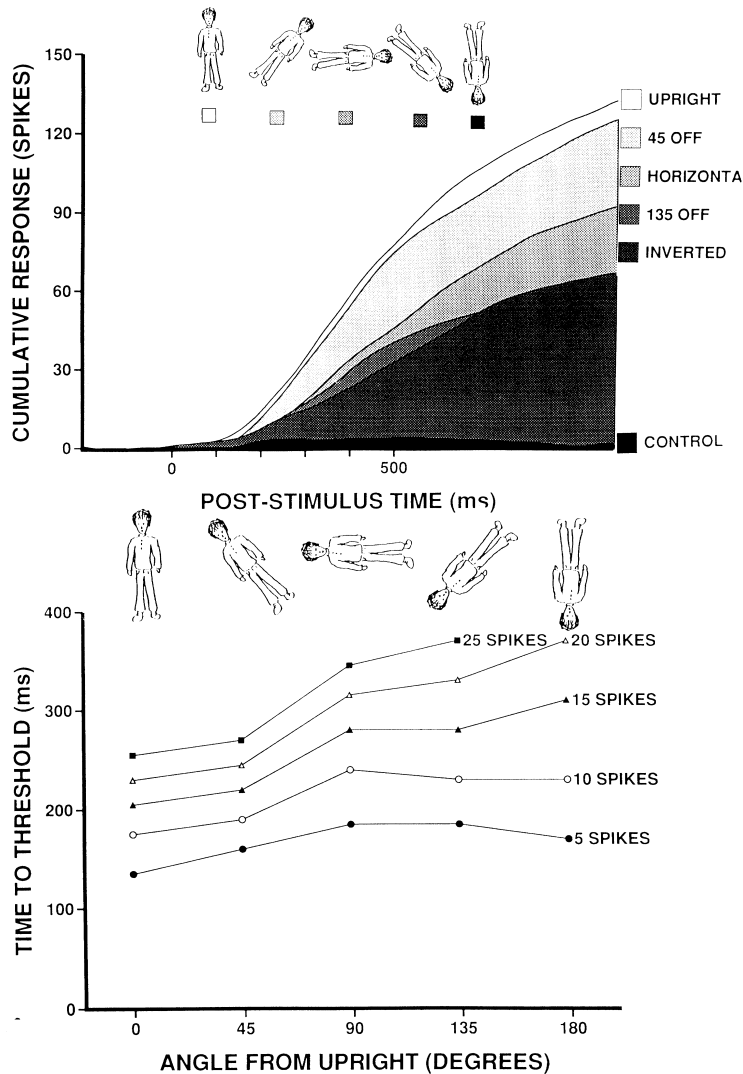 150
120
90
60
30
0
CUMULATIVE RESPONSE (SPIKES)
UPRIGHT
45 OFF
HORIZONTA
135 OFF
INVERTED
CONTROL
0
500
POST-STIMULUS TIME (ms)
400
300
200
100
0
TIME TO THRESHOLD (ms)
25 SPIKES
20 SPIKES
15 SPIKES
10 SPIKES
5 SPIKES
0
45
90
135
180
ANGLE FROM UPRIGHT (DEGREES)